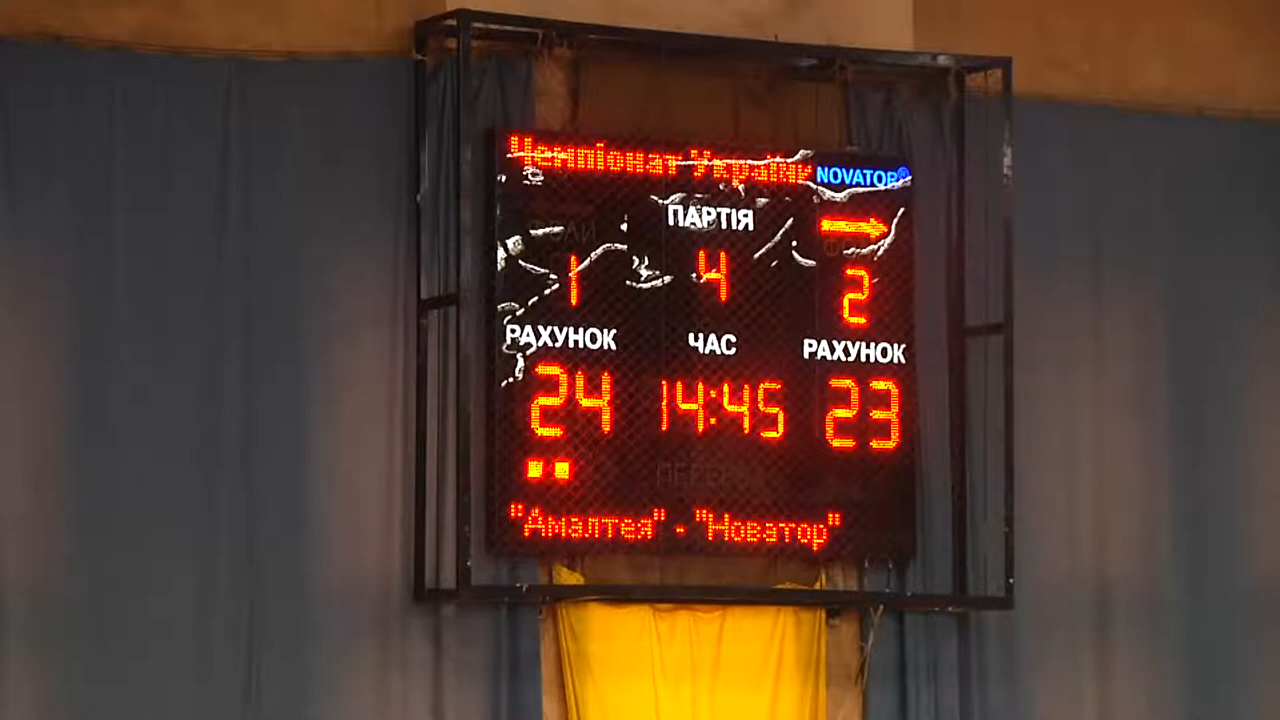 Чемпіонат України
NOVATOR®
ПАРТІЯ
1 4 2
РАХУНОК ЧАС РАХУНОК
24 14:45 23
"Амалтея" - "Новатор"